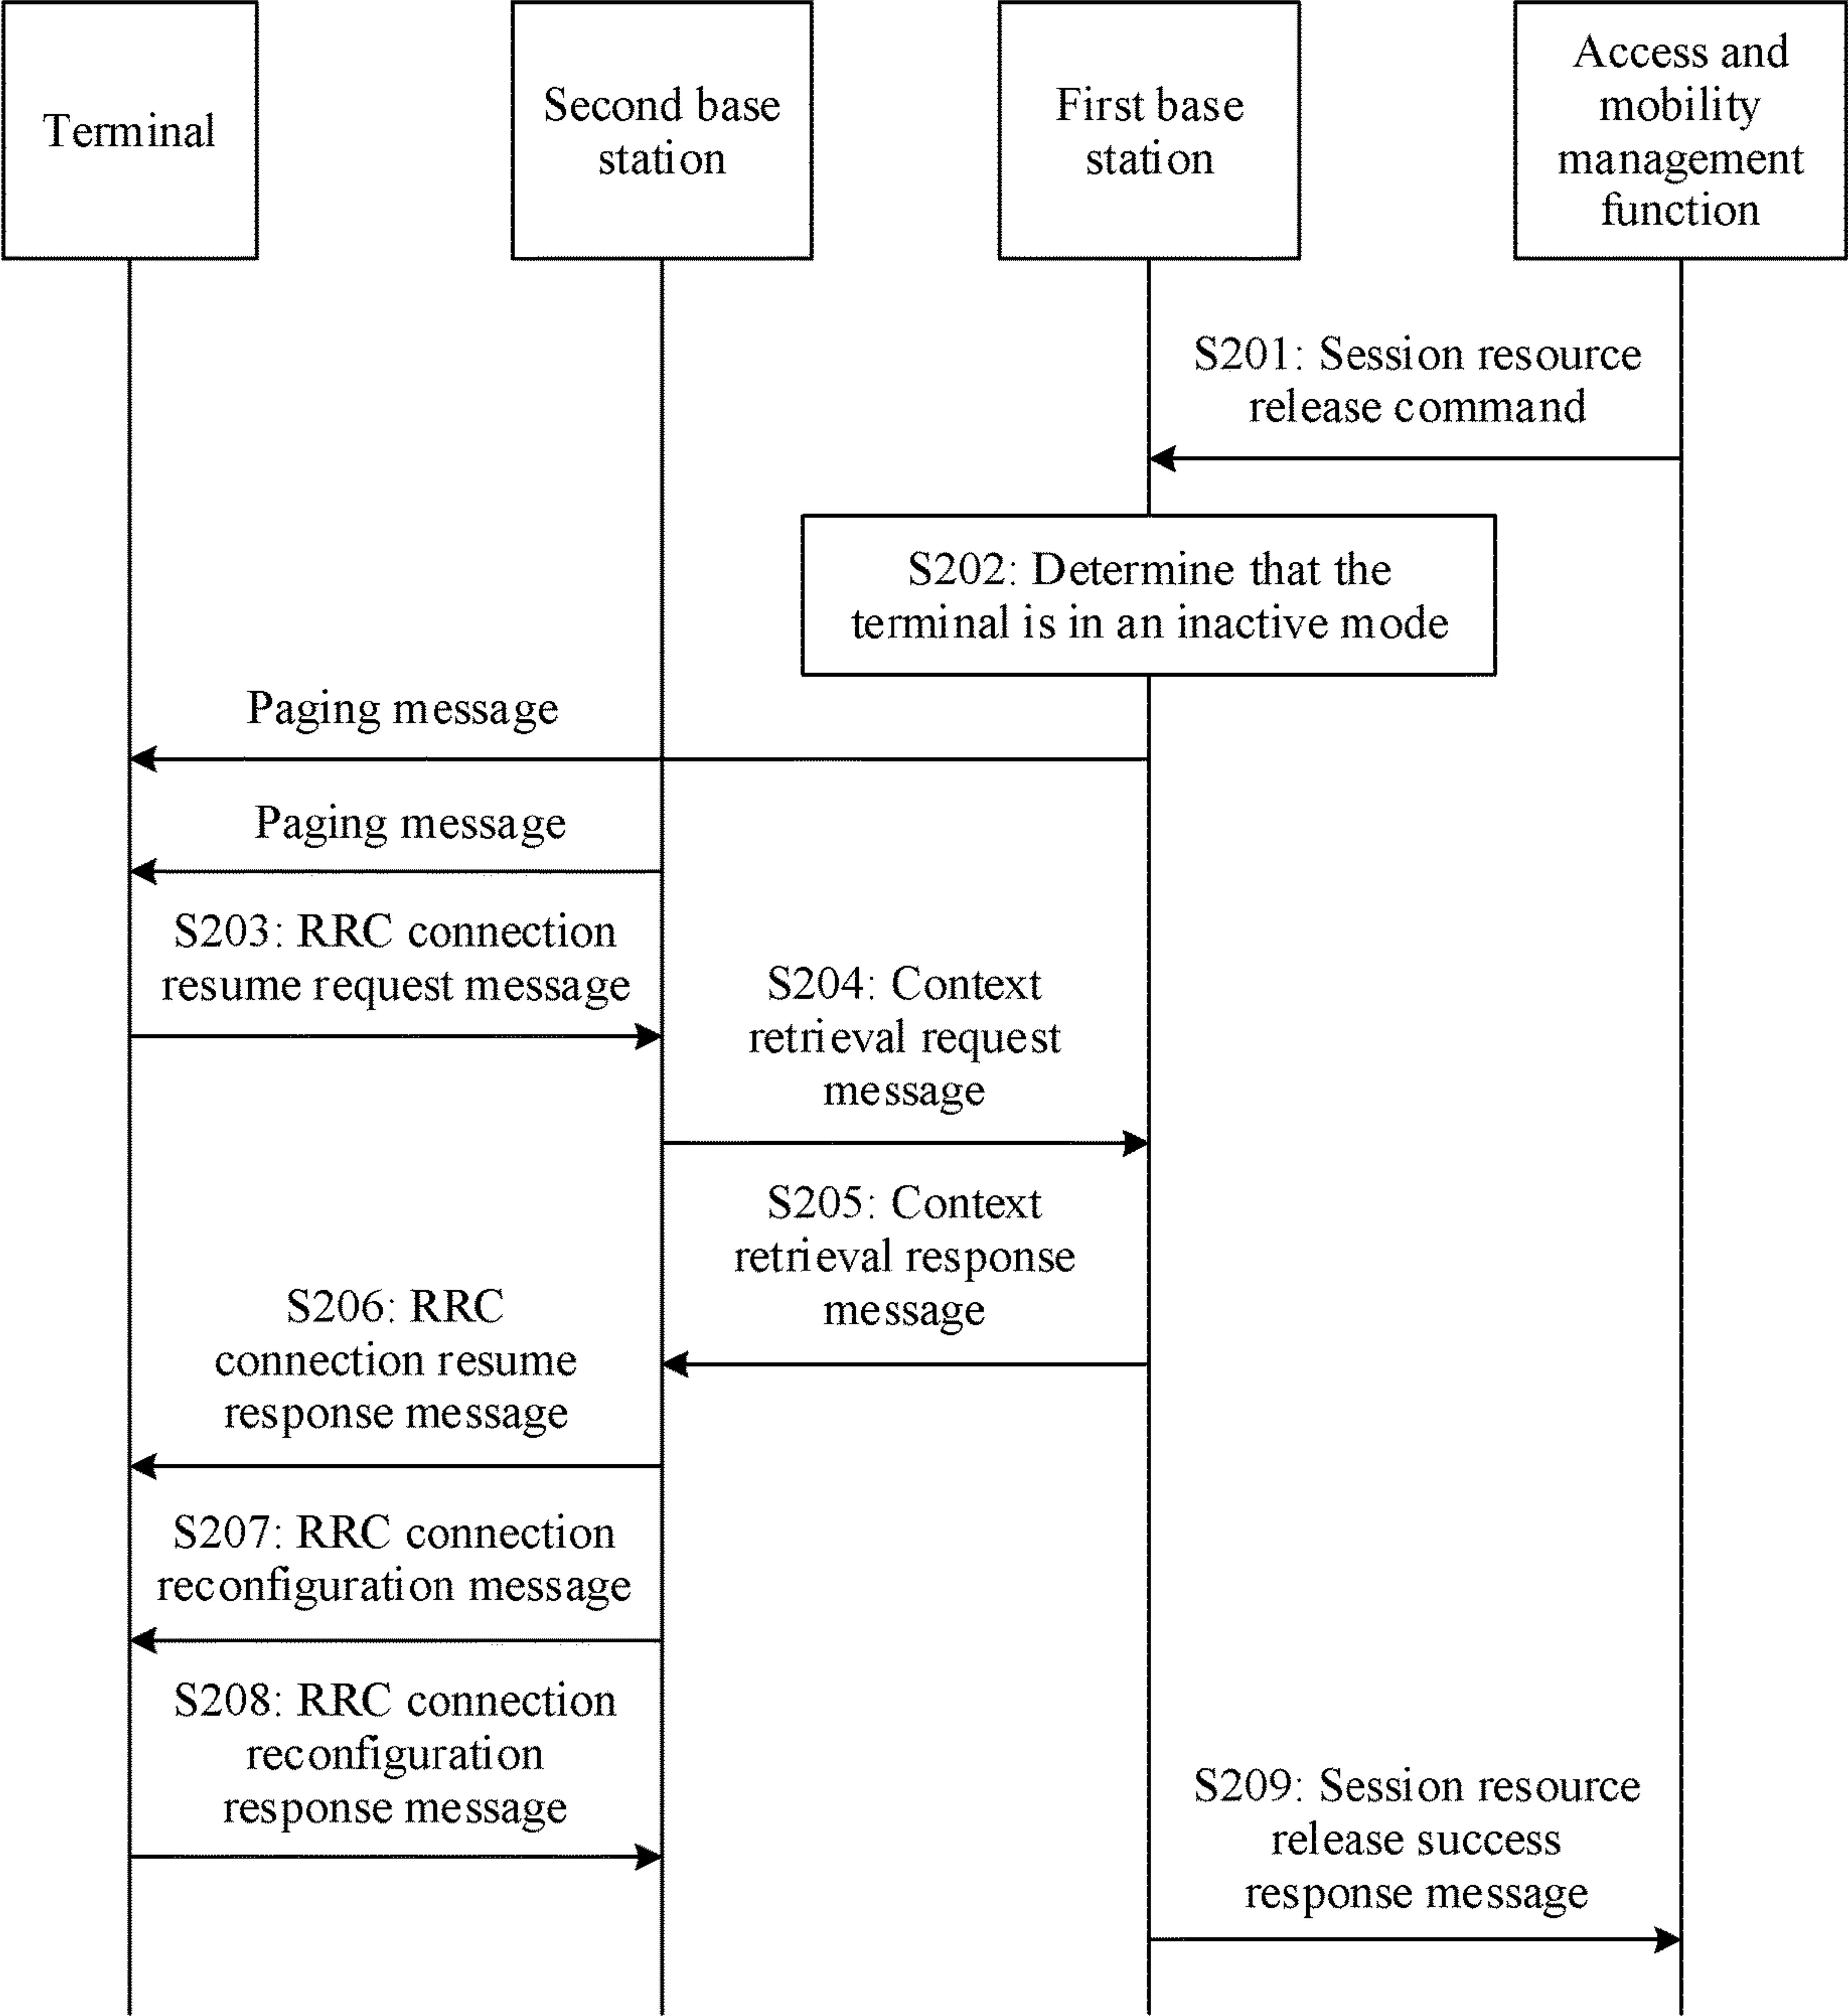 Terminal
Second base
station
First base
station
Access and
mobility
management
function
S201: Session resource
release command
S202: Determine that the
terminal is in an inactive mode
Paging message
Paging message
S203: RRC connection
resume request message
S204: Context
retrieval request
message
S205: Context
retrieval response
message
S206: RRC
connection resume
response message
S207: RRC connection
reconfiguration message
S208: RRC connection
reconfiguration
response message
S209: Session resource
release success
response message